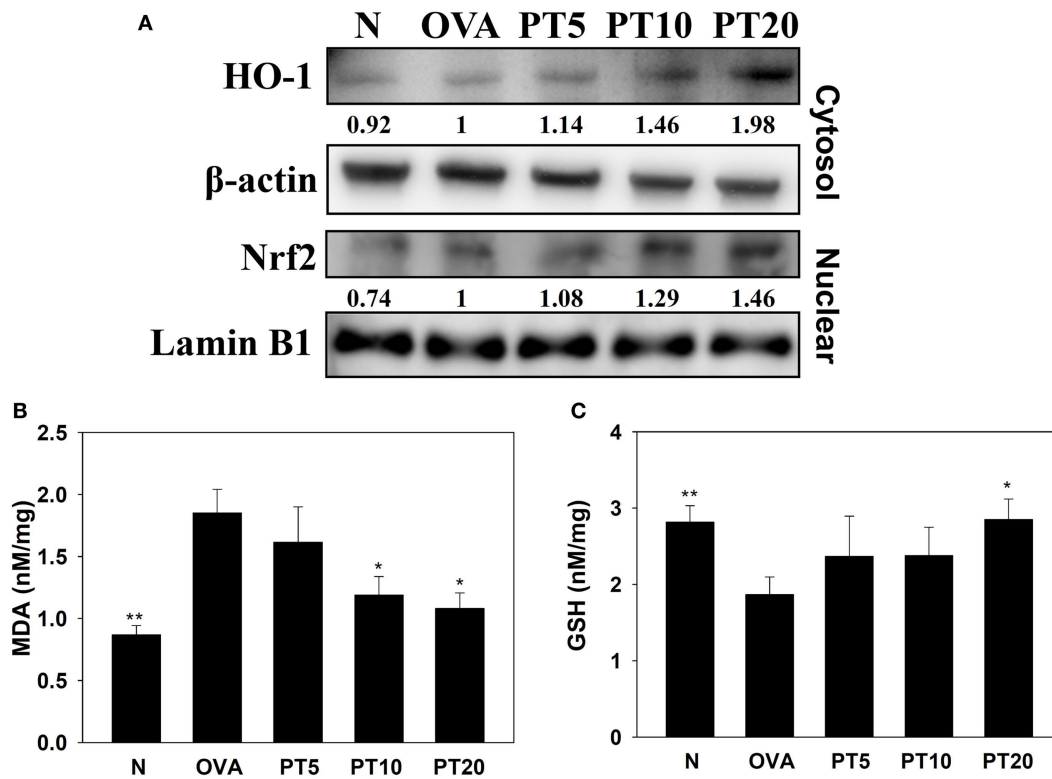 A
N OVA PT5 PT10 PT20
HO-1
0.92 1 1.14 1.46 1.98
β-actin
Cytosol
Nrf2
0.74 1 1.08 1.29 1.46
Lamin B1
Nuclear
B
MDA (nM/mg)
2.5
2.0
1.5
1.0
0.5
0.0
**
*
*
N OVA PT5 PT10 PT20
C
GSH (nM/mg)
4
3
2
1
0
**
*
N OVA PT5 PT10 PT20